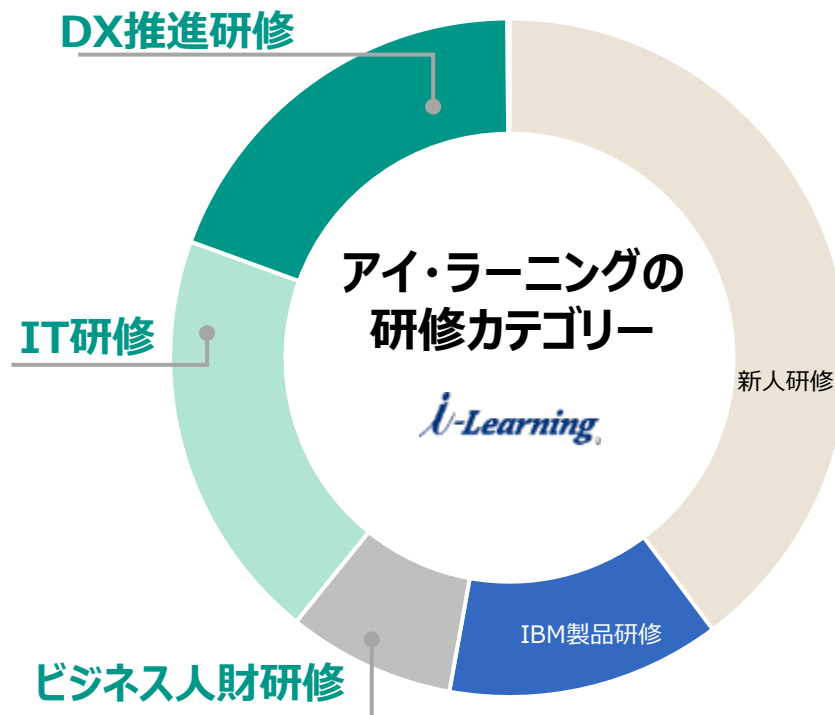 DX推進研修
アイ・ラーニングの
研修カテゴリー
IT研修
新人研修
i-Learning®
IBM製品研修
ビジネス人財研修